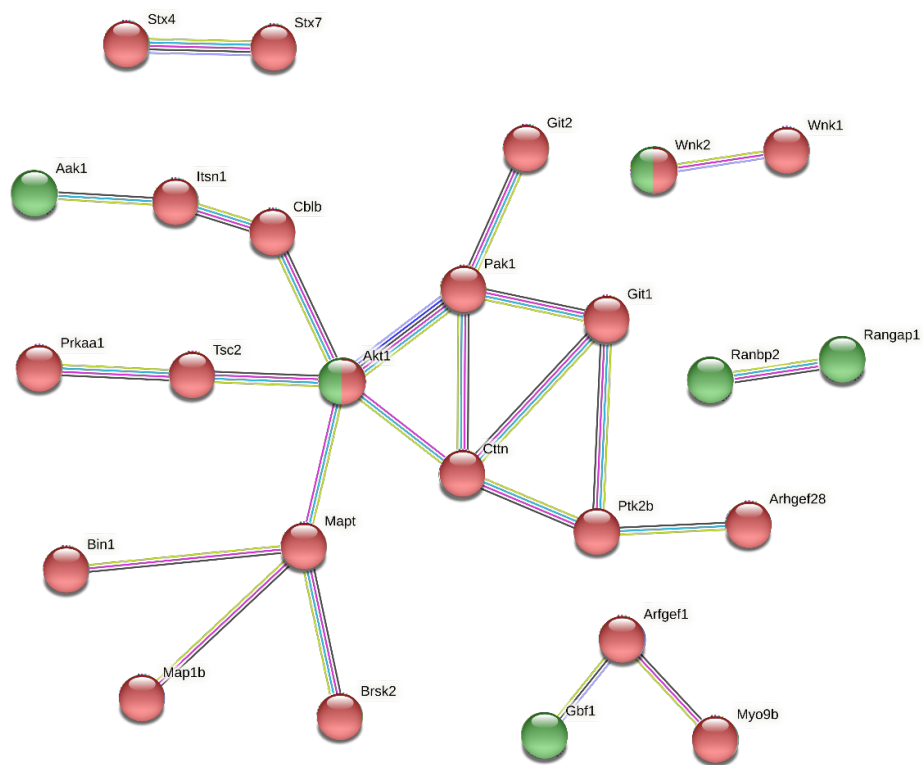 Stx4
Stx7
Git2
Wnk1
Wnk2
Aak1
Itsn1
Cblb
Pak1
Git1
Prkaa1
Tsc2
Akt1
Ranbp2
Rangap1
Cttn
Ptk2b
Arhgef28
Mapt
Bin1
Arfgef1
Map1b
Brsk2
Gbf1
Myo9b